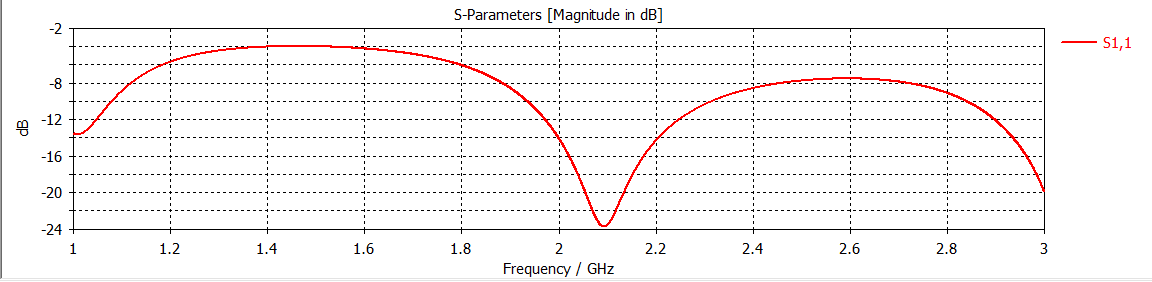 S-Parameters [Magnitude in dB]
-2
-8
-12
-16
-20
-24
dB
1 1.2 1.4 1.6 1.8 2 2.2 2.4 2.6 2.8 3
Frequency / GHz
S1,1